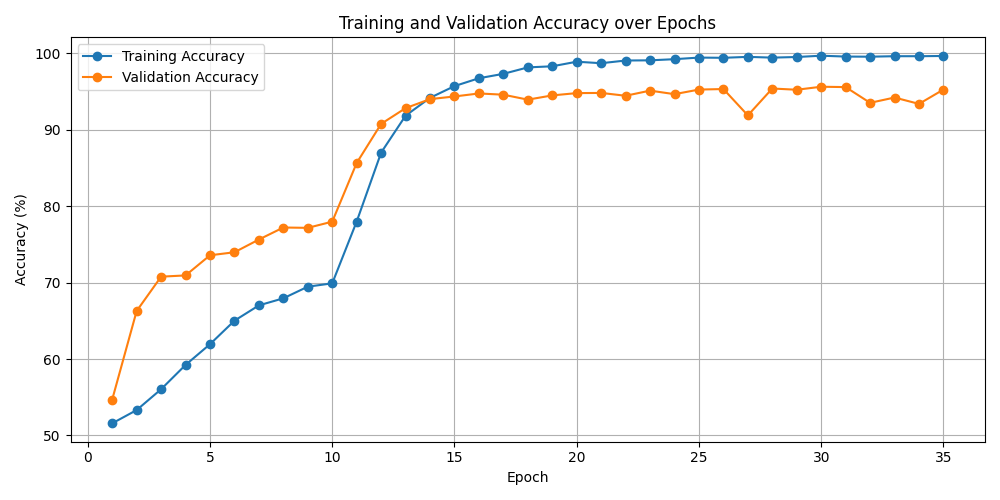 Training and Validation Accuracy over Epochs
Training Accuracy
Validation Accuracy
Accuracy (%)
100
90
80
70
60
50
0 5 10 15 20 25 30 35
Epoch